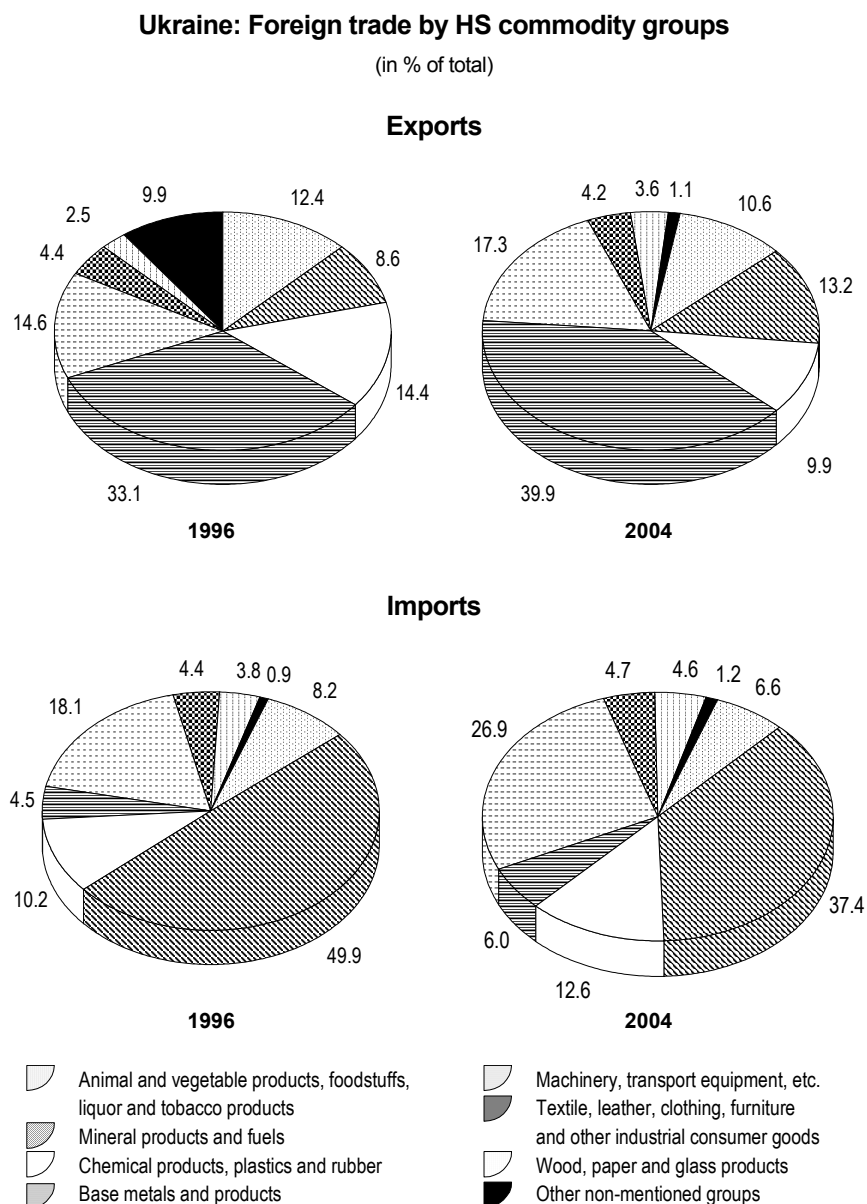 Ukraine: Foreign trade by HS commodity groups
(in % of total)
Exports
9.9
12.4
2.5
4.4
8.6
14.6
14.4
33.1
1996
4.2
3.6
1.1
10.6
17.3
13.2
9.9
39.9
2004
Imports
4.4
3.8
0.9
8.2
18.1
4.5
10.2
49.9
1996
4.7
4.6
1.2
6.6
26.9
37.4
6.0
12.6
2004
Animal and vegetable products, foodstuffs,
liquor and tobacco products
Mineral products and fuels
Chemical products, plastics and rubber
Base metals and products
Machinery, transport equipment, etc.
Textile, leather, clothing, furniture
and other industrial consumer goods
Wood, paper and glass products
Other non-mentioned groups